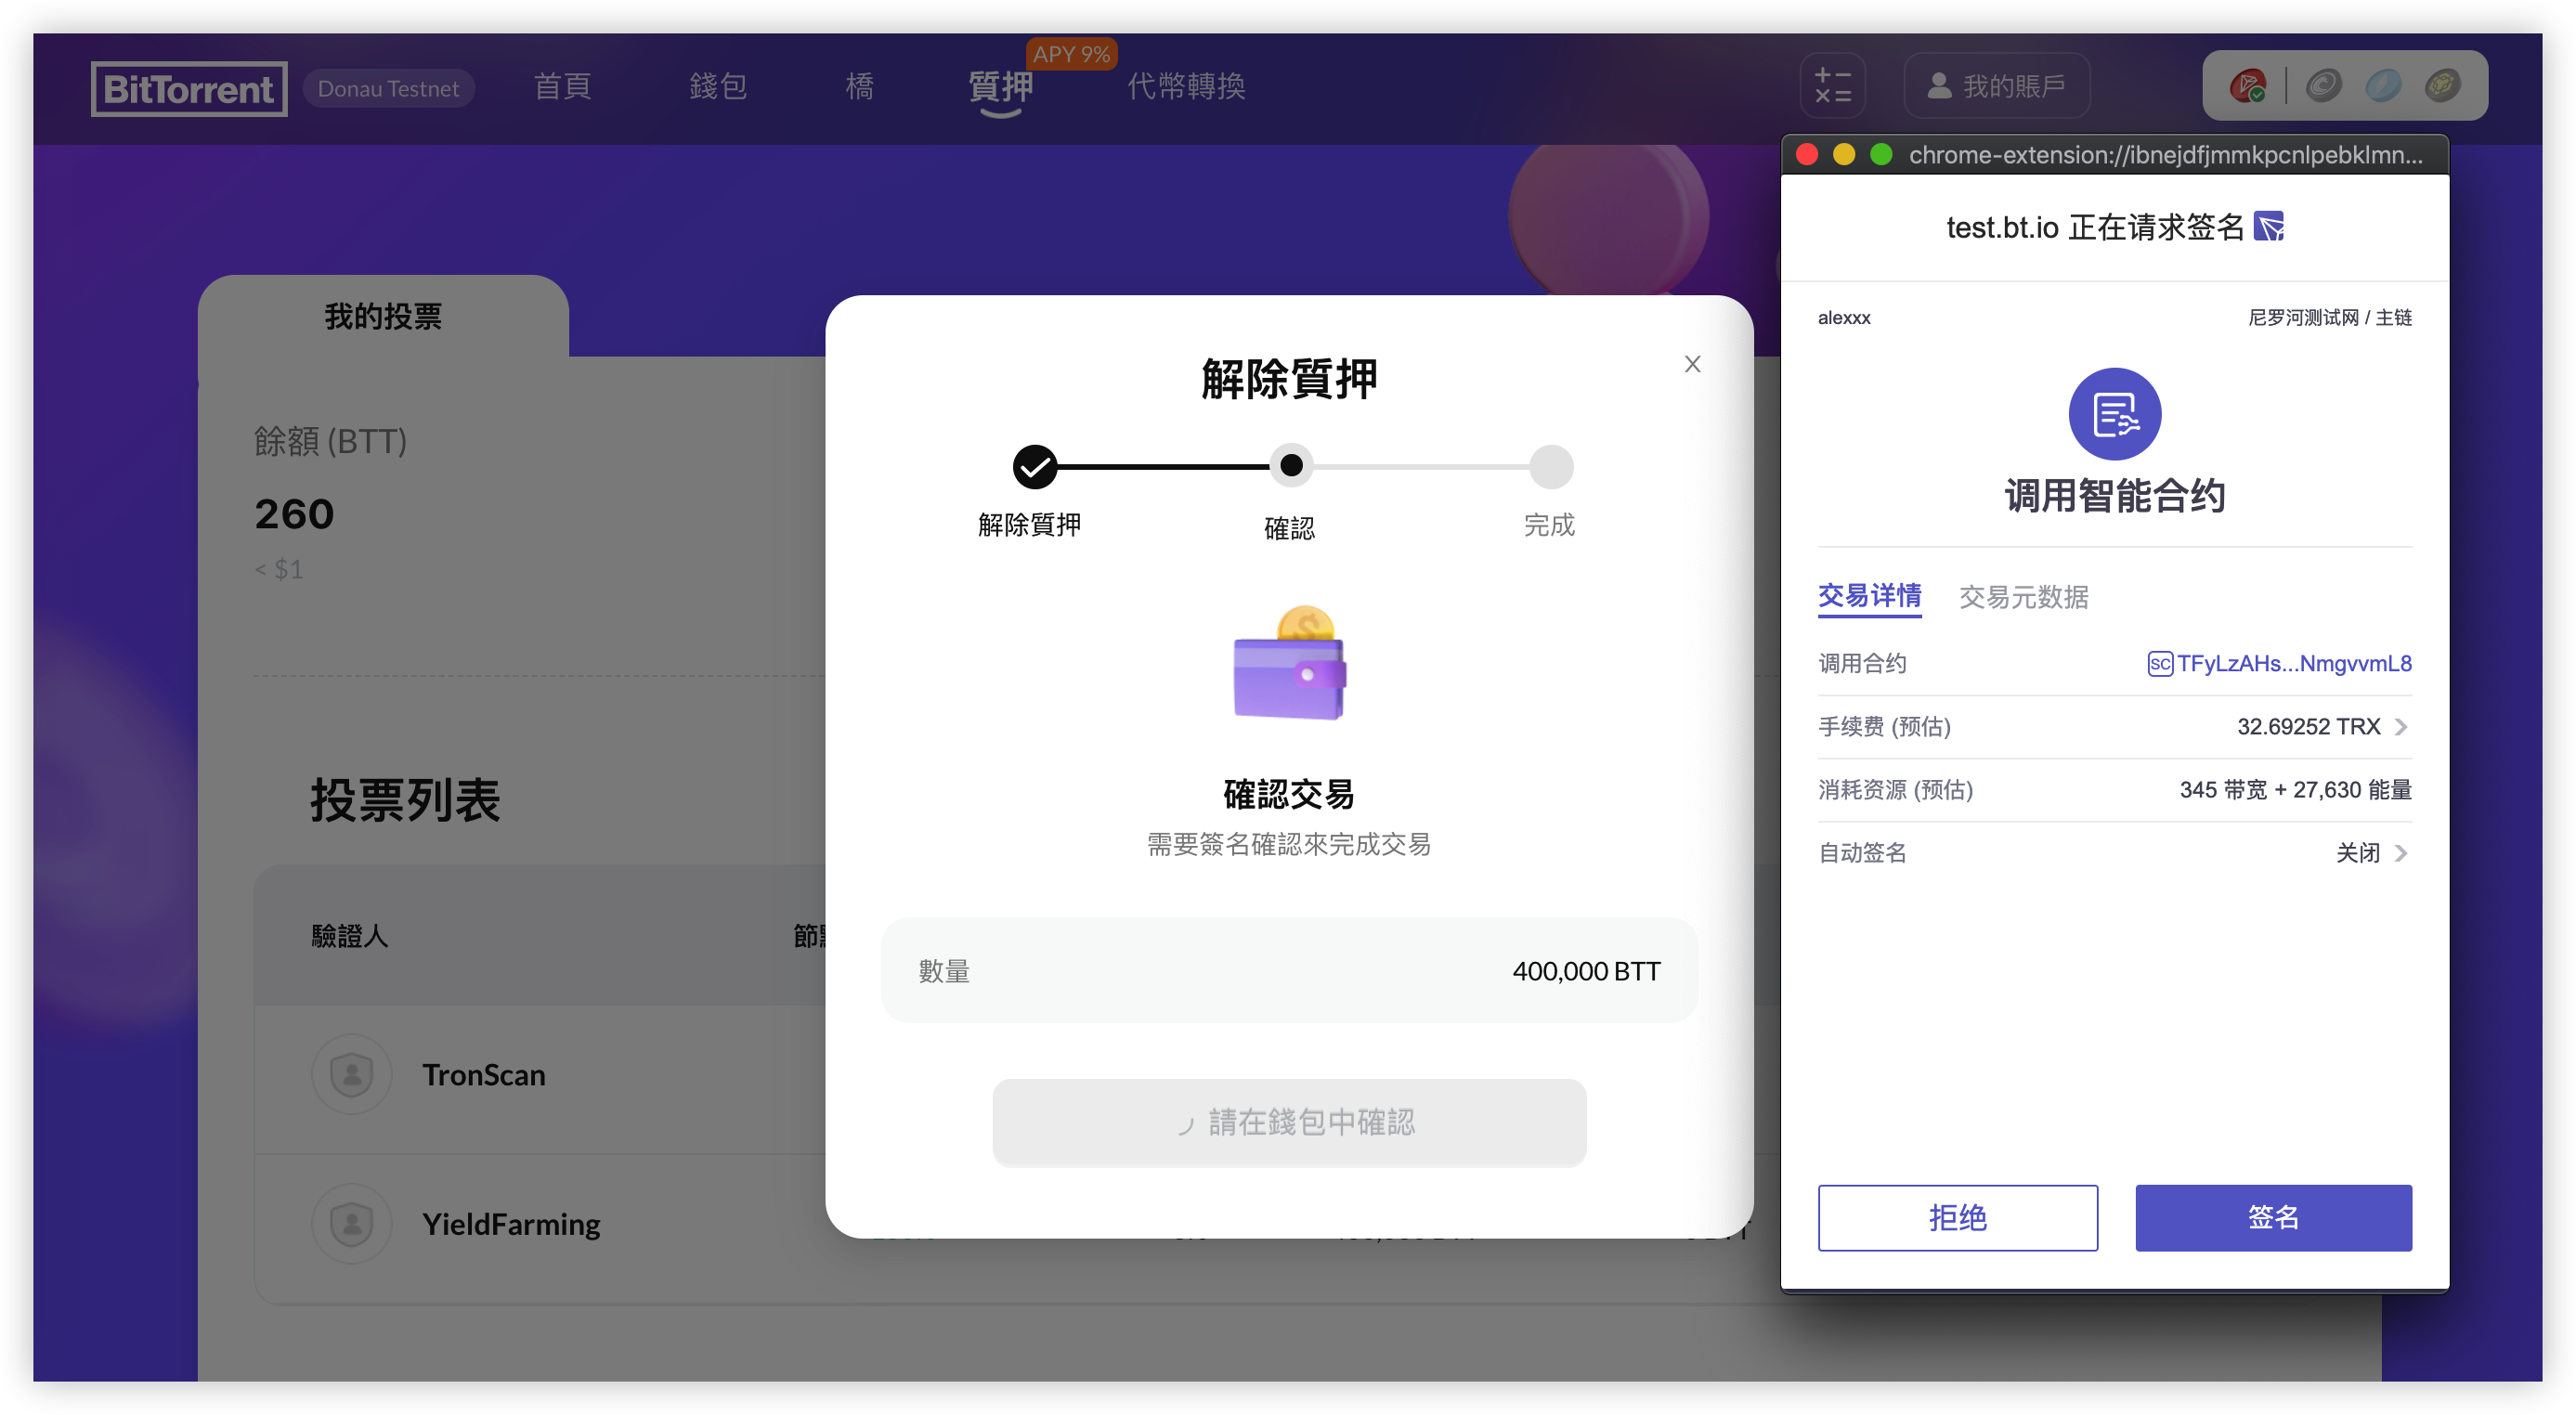 BitTorrent
Donau Testnet
首頁
錢包
橋
質押
APY 9%
代幣轉換
我的賬戶
我的投票
餘額 (BTT)
260
< $1
投票列表
驗證人
TronScan
YieldFarming
解除質押
X
解除質押
確認
完成
確認交易
需要簽名確認來完成交易
數量
400,000 BTT
請在錢包中確認
chrome-extension://ibnejdfjmmkpcnlpebklmn...
test.bt.io 正在请求签名
alexxx
尼罗河测试网 / 主链
调用智能合约
交易详情
交易元数据
调用合约
SC TFyLzAHs...NmgvvmL8
手续费 (预估)
32.69252 TRX
消耗资源 (预估)
345 带宽 + 27,630 能量
自动签名
关闭
拒绝
签名